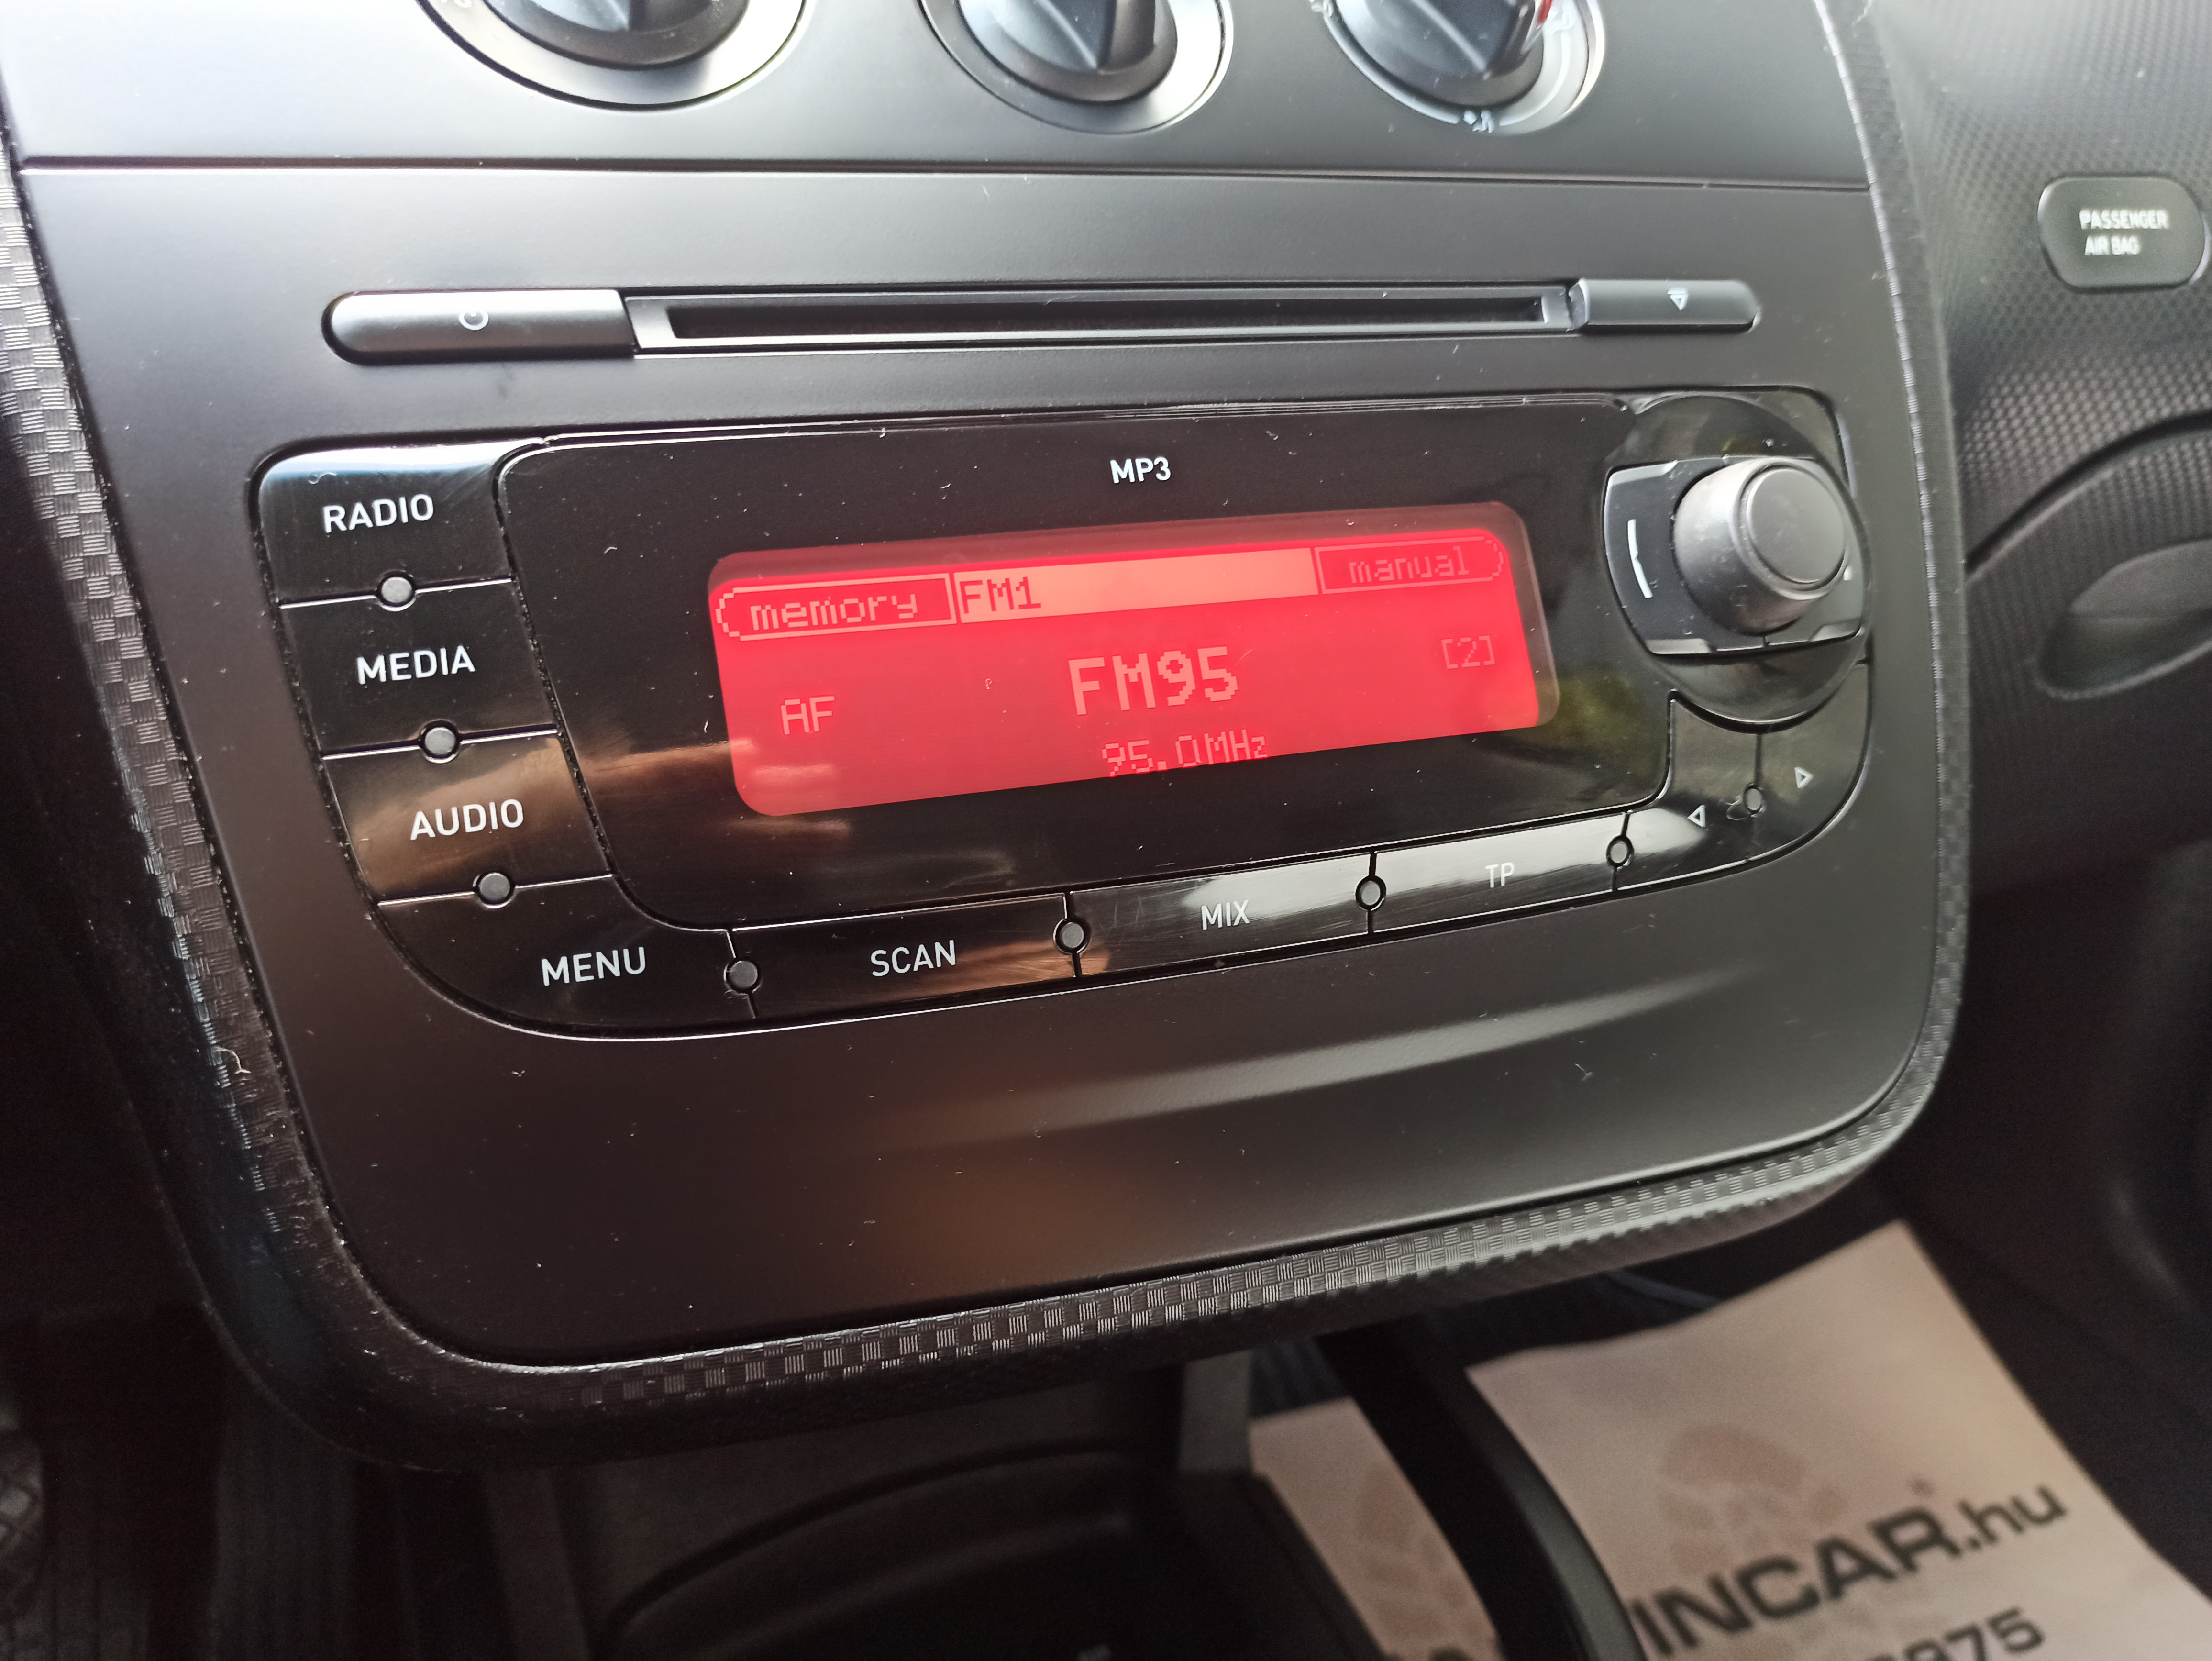 PASSENGER
AIR BAG
MP3
RADIO
MEDIA
AUDIO
MENU
SCAN
MIX
TP
memory
FM1
manual
FM95
[2]
AF
95.0MHz
INCAR.hu